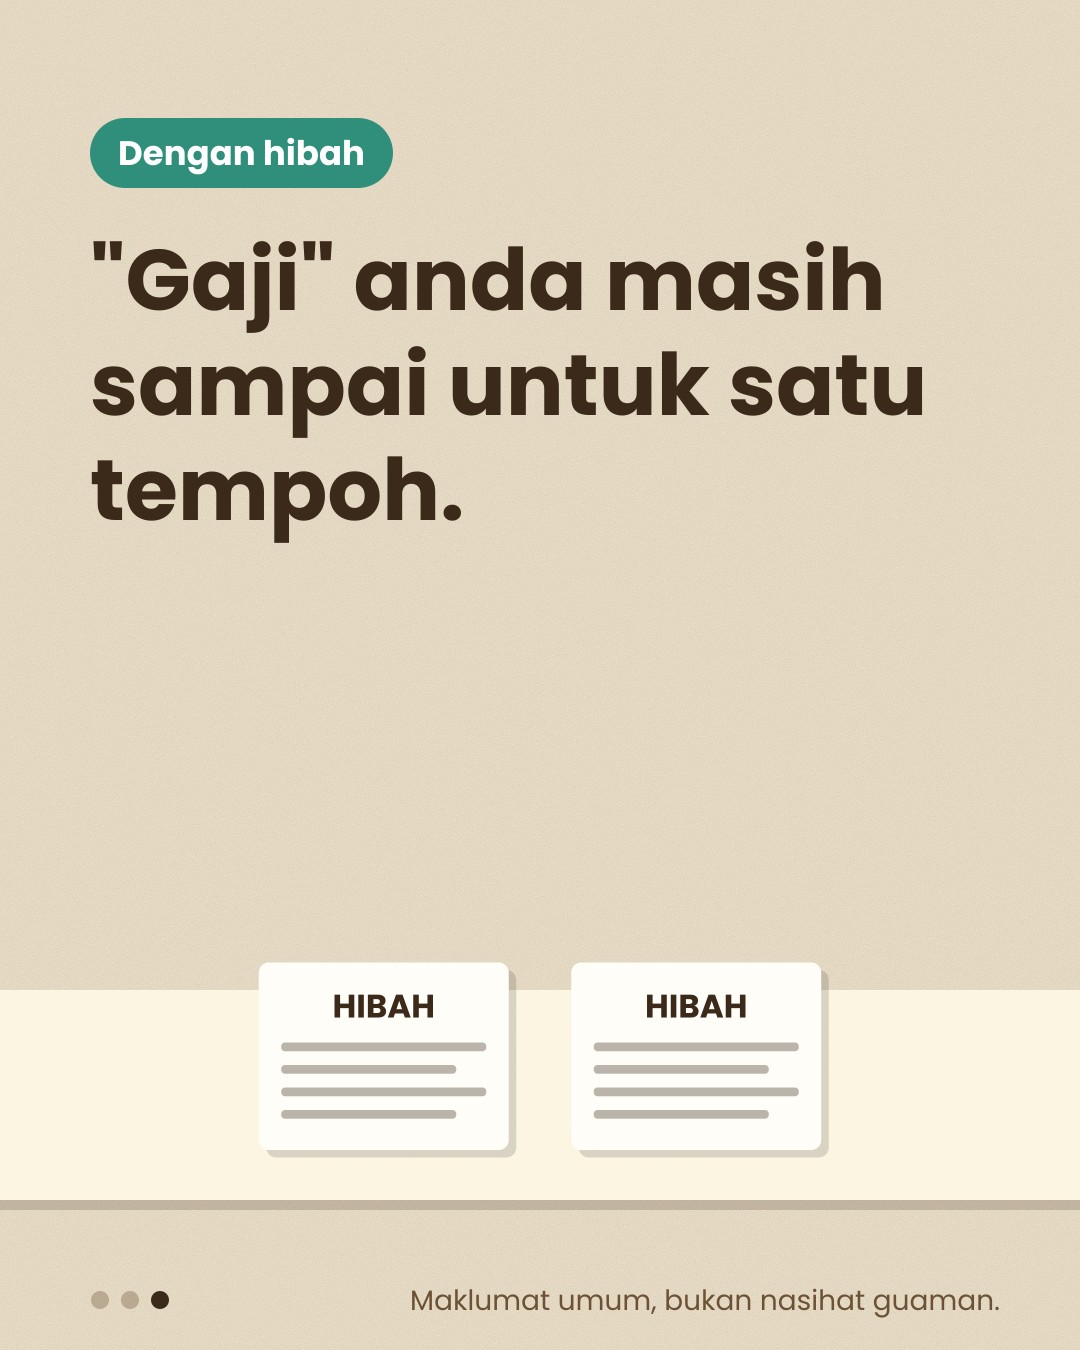 Dengan hibah
"Gaji" anda masih
sampai untuk satu
tempoh.
HIBAH
HIBAH
Maklumat umum, bukan nasihat guaman.